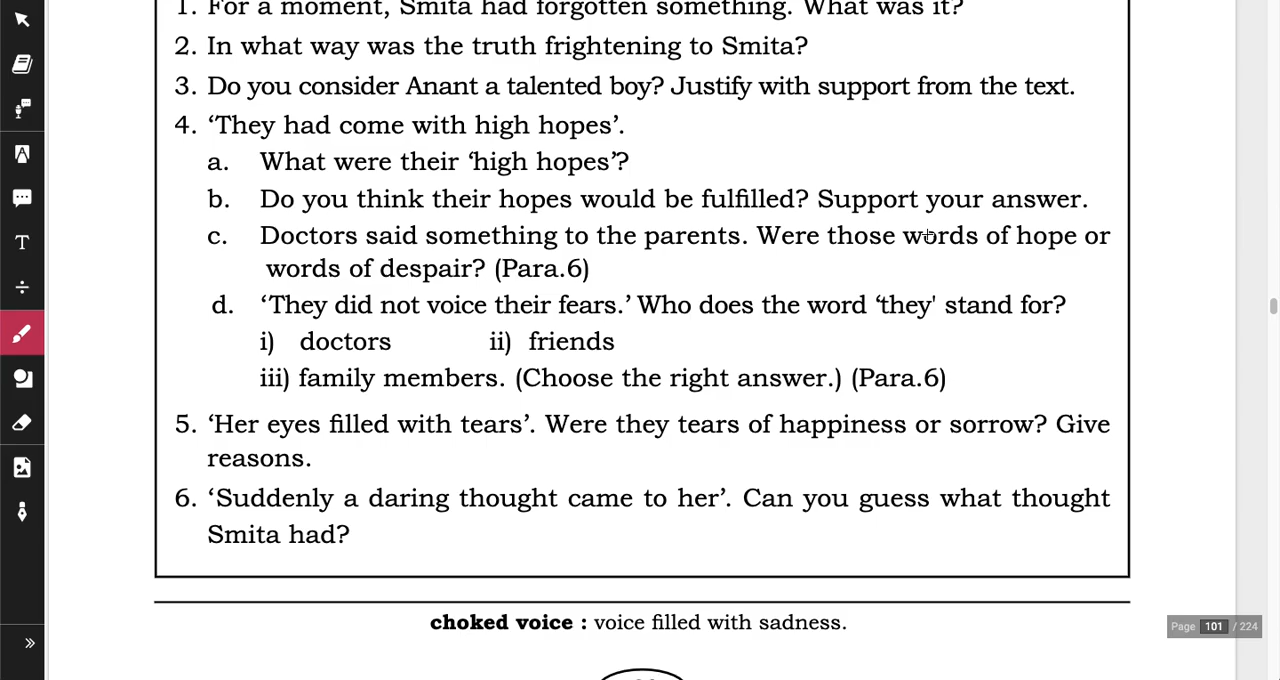 1. For a moment, Smita had forgotten something. What was it?
2. In what way was the truth frightening to Smita?
3. Do you consider Anant a talented boy? Justify with support from the text.
4. ‘They had come with high hopes’.
a. What were their ‘high hopes’?
b. Do you think their hopes would be fulfilled? Support your answer.
c. Doctors said something to the parents. Were those words of hope or
words of despair? (Para.6)
d. ‘They did not voice their fears.’ Who does the word ‘they' stand for?
i) doctors ii) friends
iii) family members. (Choose the right answer.) (Para.6)
5. ‘Her eyes filled with tears’. Were they tears of happiness or sorrow? Give
reasons.
6. ‘Suddenly a daring thought came to her’. Can you guess what thought
Smita had?
choked voice : voice filled with sadness.
Page 101 / 224